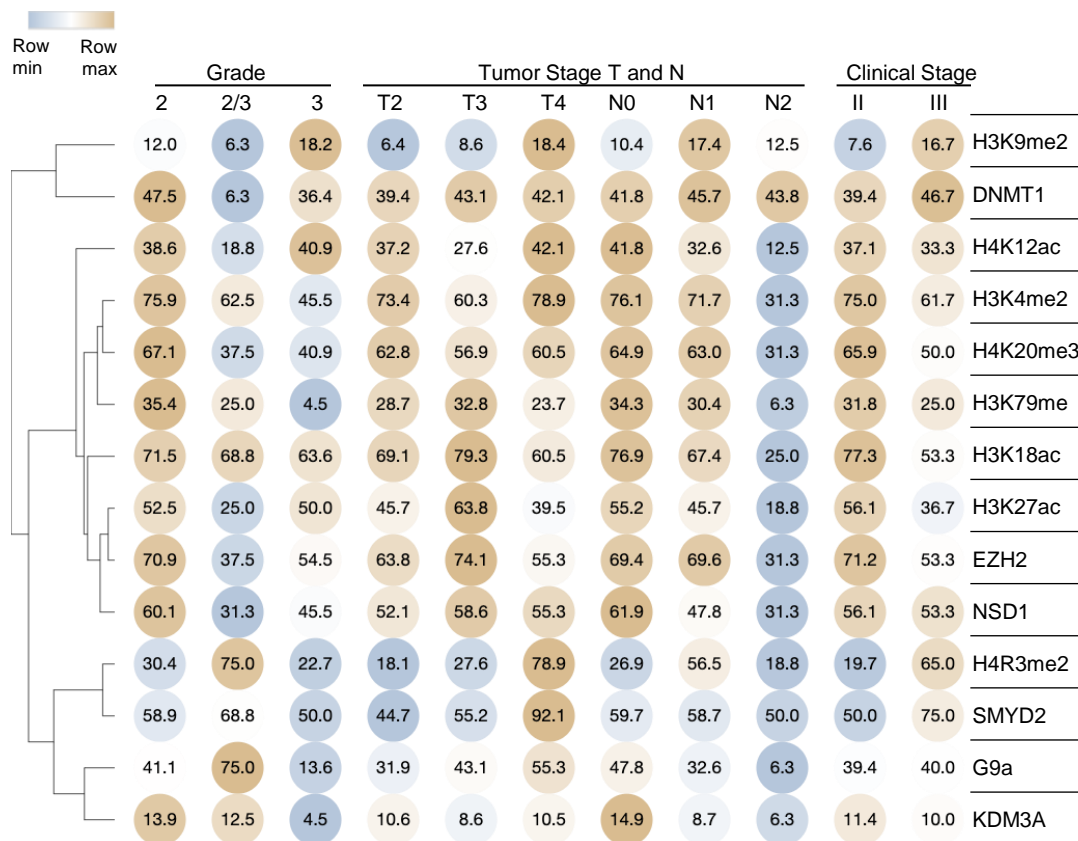 Row min
Row max
Grade
Tumor Stage T and N
Clinical Stage
2 2/3 3 T2 T3 T4 N0 N1 N2 II III
12.0 6.3 18.2 6.4 8.6 18.4 10.4 17.4 12.5 7.6 16.7 H3K9me2
47.5 6.3 36.4 39.4 43.1 42.1 41.8 45.7 43.8 39.4 46.7 DNMT1
38.6 18.8 40.9 37.2 27.6 42.1 41.8 32.6 12.5 37.1 33.3 H4K12ac
75.9 62.5 45.5 73.4 60.3 78.9 76.1 71.7 31.3 75.0 61.7 H3K4me2
67.1 37.5 40.9 62.8 56.9 60.5 64.9 63.0 31.3 65.9 50.0 H4K20me3
35.4 25.0 4.5 28.7 32.8 23.7 34.3 30.4 6.3 31.8 25.0 H3K79me
71.5 68.8 63.6 69.1 79.3 60.5 76.9 67.4 25.0 77.3 53.3 H3K18ac
52.5 25.0 50.0 45.7 63.8 39.5 55.2 45.7 18.8 56.1 36.7 H3K27ac
70.9 37.5 54.5 63.8 74.1 55.3 69.4 69.6 31.3 71.2 53.3 EZH2
60.1 31.3 45.5 52.1 58.6 55.3 61.9 47.8 31.3 56.1 53.3 NSD1
30.4 75.0 22.7 18.1 27.6 78.9 26.9 56.5 18.8 19.7 65.0 H4R3me2
58.9 68.8 50.0 44.7 55.2 92.1 59.7 58.7 50.0 50.0 75.0 SMYD2
41.1 75.0 13.6 31.9 43.1 55.3 47.8 32.6 6.3 39.4 40.0 G9a
13.9 12.5 4.5 10.6 8.6 10.5 14.9 8.7 6.3 11.4 10.0 KDM3A